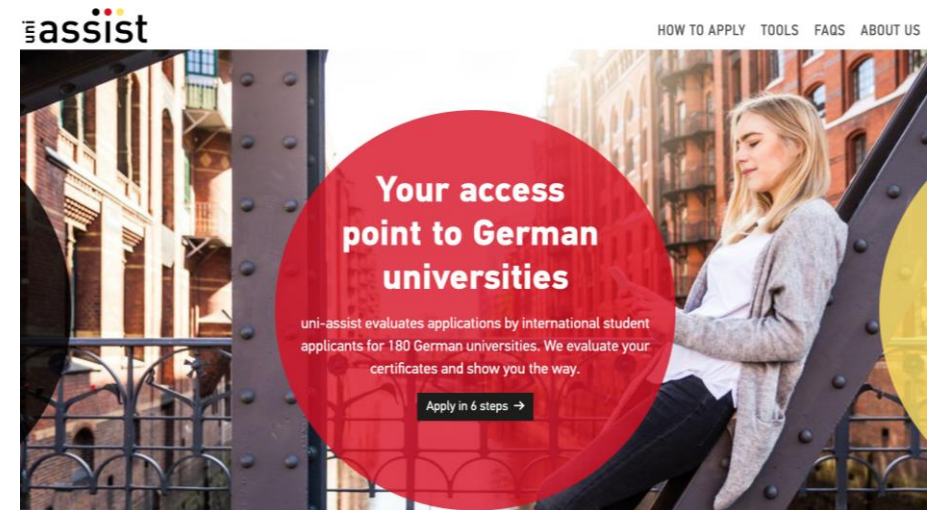 uni assist
HOW TO APPLY TOOLS FAQS ABOUT US
Your access
point to German
universities
uni-assist evaluates applications by international student
applicants for 180 German universities. We evaluate your
certificates and show you the way.
Apply in 6 steps →